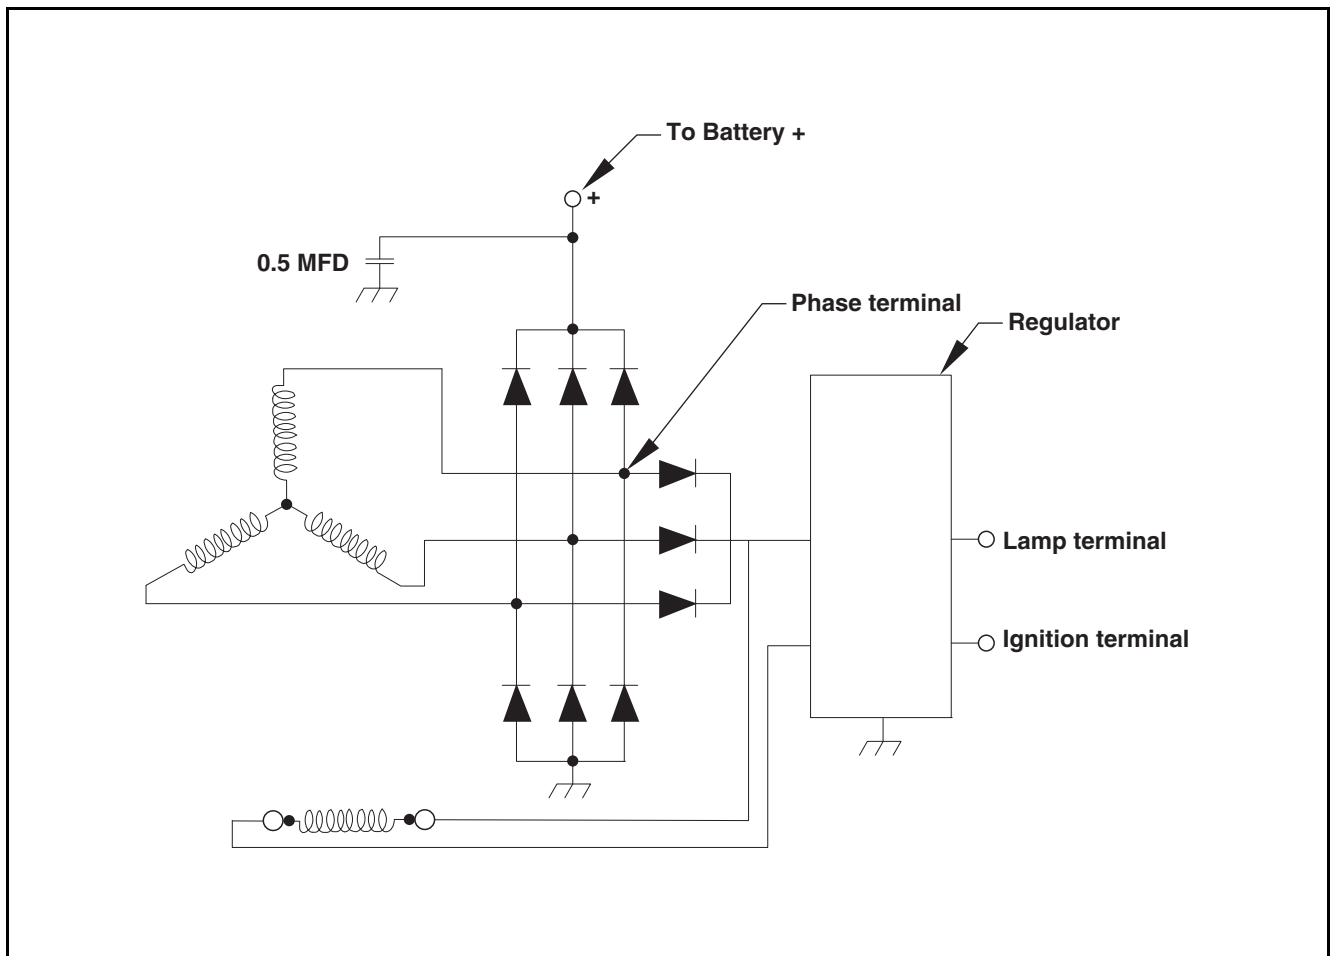 To Battery +
+
0.5 MFD
Phase terminal
Regulator
Lamp terminal
Ignition terminal